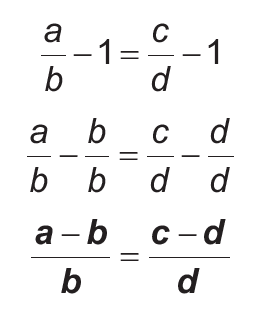 a/b – 1 = c/d – 1
a/b – b/b = c/d – d/d
a – b/b = c – d/d